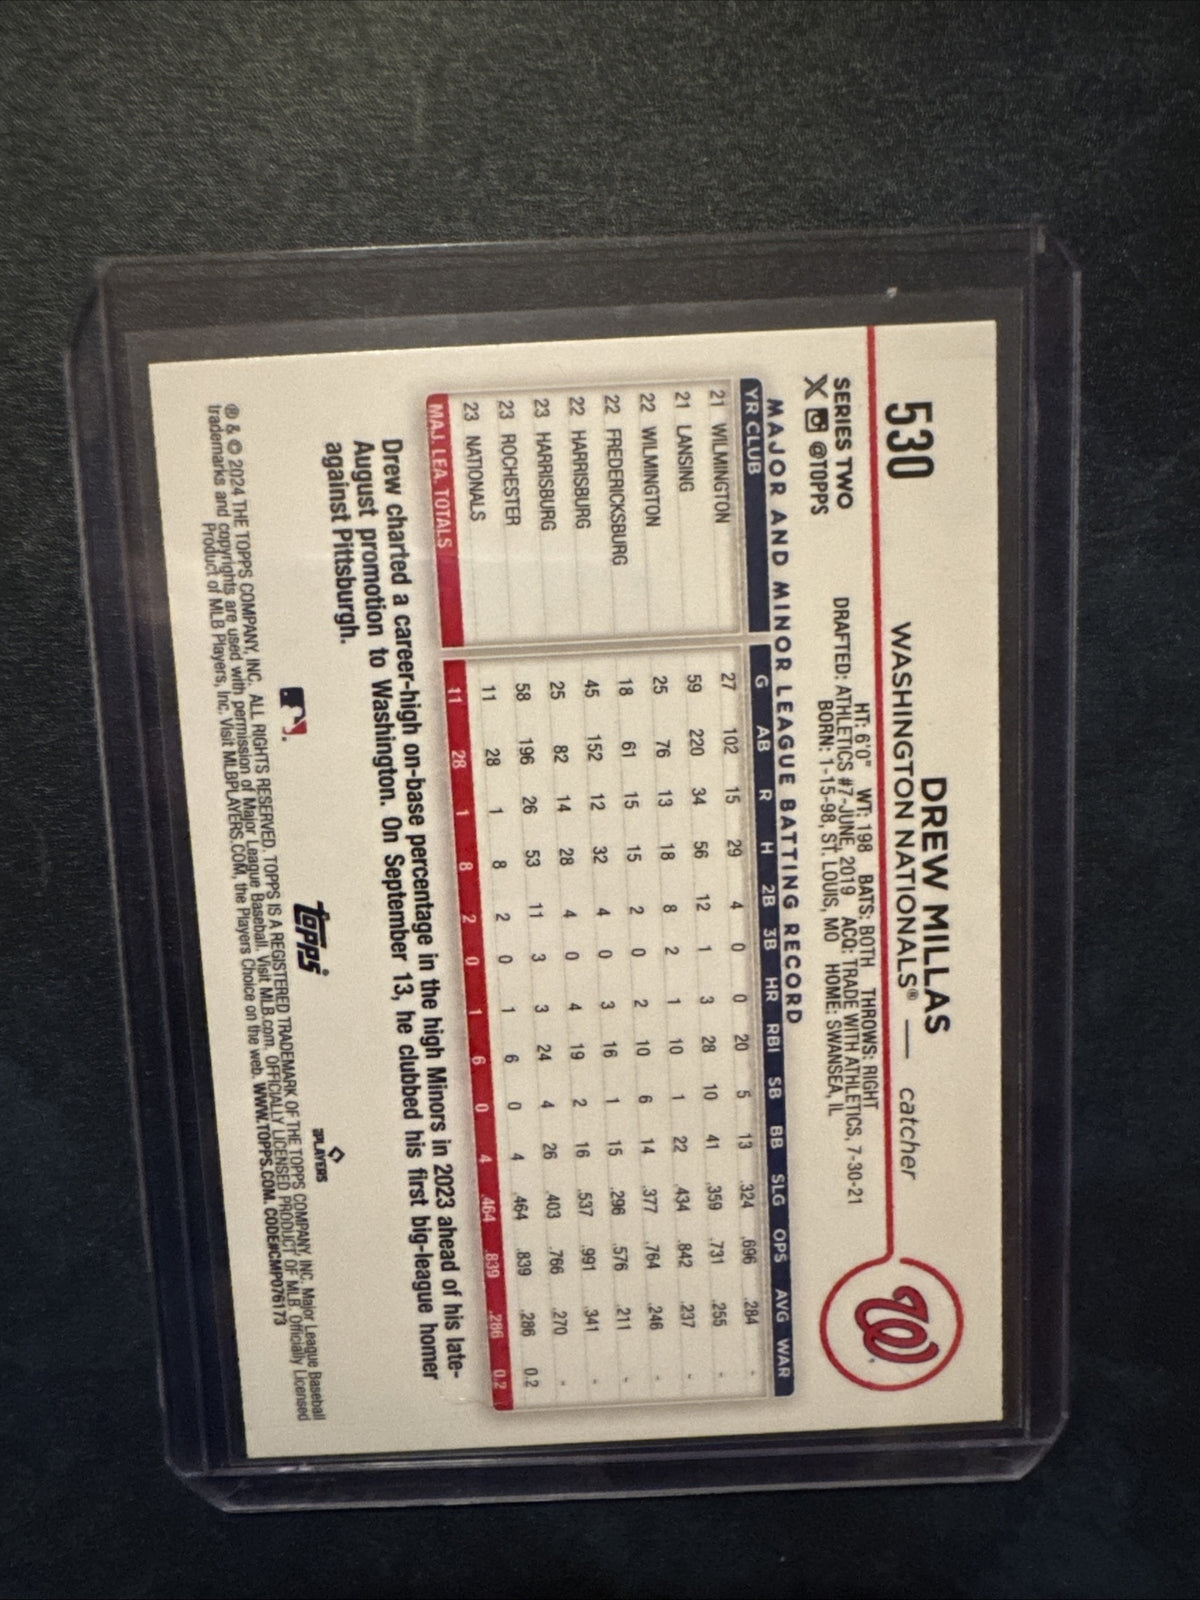 530
DREW MILLAS
WASHINGTON NATIONALS® — catcher
SERIES TWO
@TOPPS
HT: 6'0" WT: 198 BATS: BOTH THROWS: RIGHT
DRAFTED: ATHLETICS #7-JUNE, 2019 ACQ: TRADE WITH ATHLETICS, 7-30-21
BORN: 1-15-98, ST. LOUIS, MO HOME: SWANSEA, IL
W
MAJOR AND MINOR LEAGUE BATTING RECORD
YR CLUB G AB R H 2B 3B HR RBI SB BB SLG OPS AVG WAR
21 WILMINGTON 27 102 15 29 4 0 0 20 5 13 .324 .696 .284 -
21 LANSING 59 220 34 56 12 1 3 28 10 41 .359 .731 .255 -
22 WILMINGTON 25 76 13 18 8 2 1 10 1 22 .434 .842 .237 -
22 FREDERICKSBURG 18 61 15 15 2 0 2 10 6 14 .377 .764 .246 -
22 HARRISBURG 45 152 12 32 4 0 3 16 1 15 .296 .576 .211 -
23 HARRISBURG 25 82 14 28 4 0 4 19 2 16 .537 .991 .341 -
23 ROCHESTER 58 196 26 53 11 3 3 24 4 26 .403 .766 .270 -
23 NATIONALS 11 28 1 8 2 0 1 6 0 4 .464 .839 .286 0.2
MAJ. LEA. TOTALS 11 28 1 8 2 0 1 6 0 4 .464 .839 .286 0.2
Drew charted a career-high on-base percentage in the high Minors in 2023 ahead of his late-
August promotion to Washington. On September 13, he clubbed his first big-league homer
against Pittsburgh.
topps
PLAYERS
® & © 2024 THE TOPPS COMPANY, INC. ALL RIGHTS RESERVED. TOPPS IS A REGISTERED TRADEMARK OF THE TOPPS COMPANY, INC. Major League Baseball
trademarks and copyrights are used with permission of Major League Baseball. Visit MLB.com. OFFICIALLY LICENSED PRODUCT OF MLB Officially Licensed
Product of MLB Players, Inc. Visit MLBPLAYERS.COM, the Players Choice on the web. WWW.TOPPS.COM. CODE#CMP076173